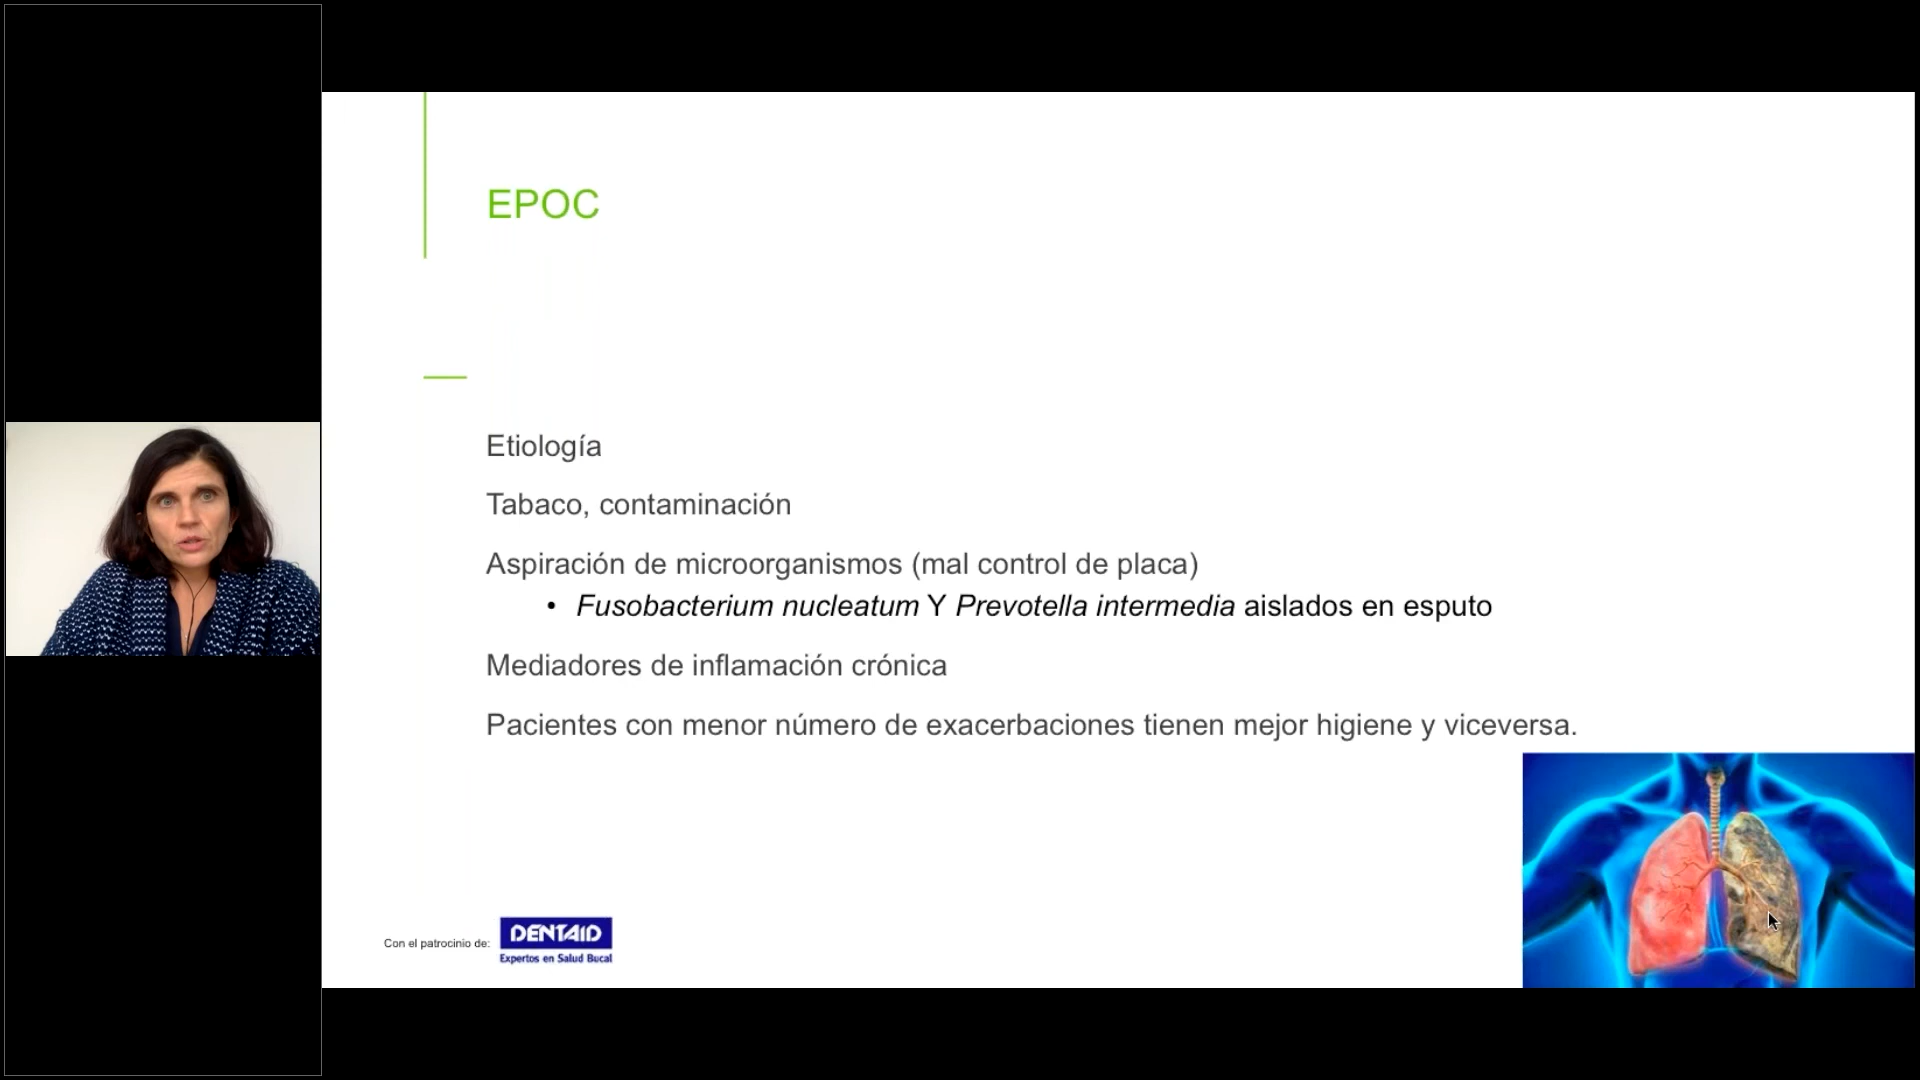 EPOC
Etiología
Tabaco, contaminación
Aspiración de microorganismos (mal control de placa)
• Fusobacterium nucleatum Y Prevotella intermedia aislados en esputo
Mediadores de inflamación crónica
Pacientes con menor número de exacerbaciones tienen mejor higiene y viceversa.
Con el patrocinio de:
DENTAID
Expertos en Salud Bucal